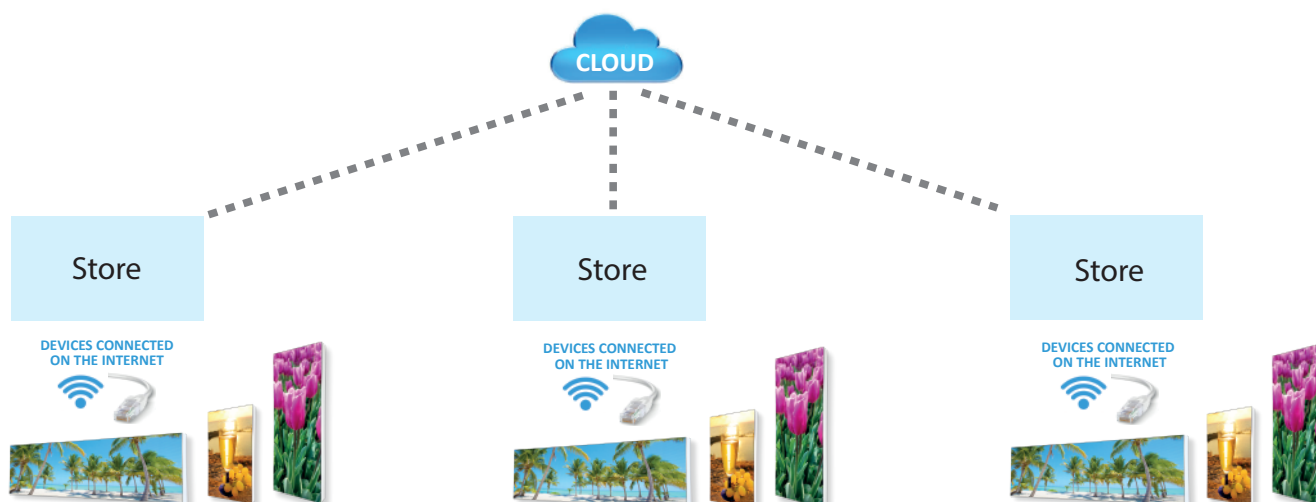 CLOUD
Store
Store
Store
DEVICES CONNECTED
ON THE INTERNET
DEVICES CONNECTED
ON THE INTERNET
DEVICES CONNECTED
ON THE INTERNET